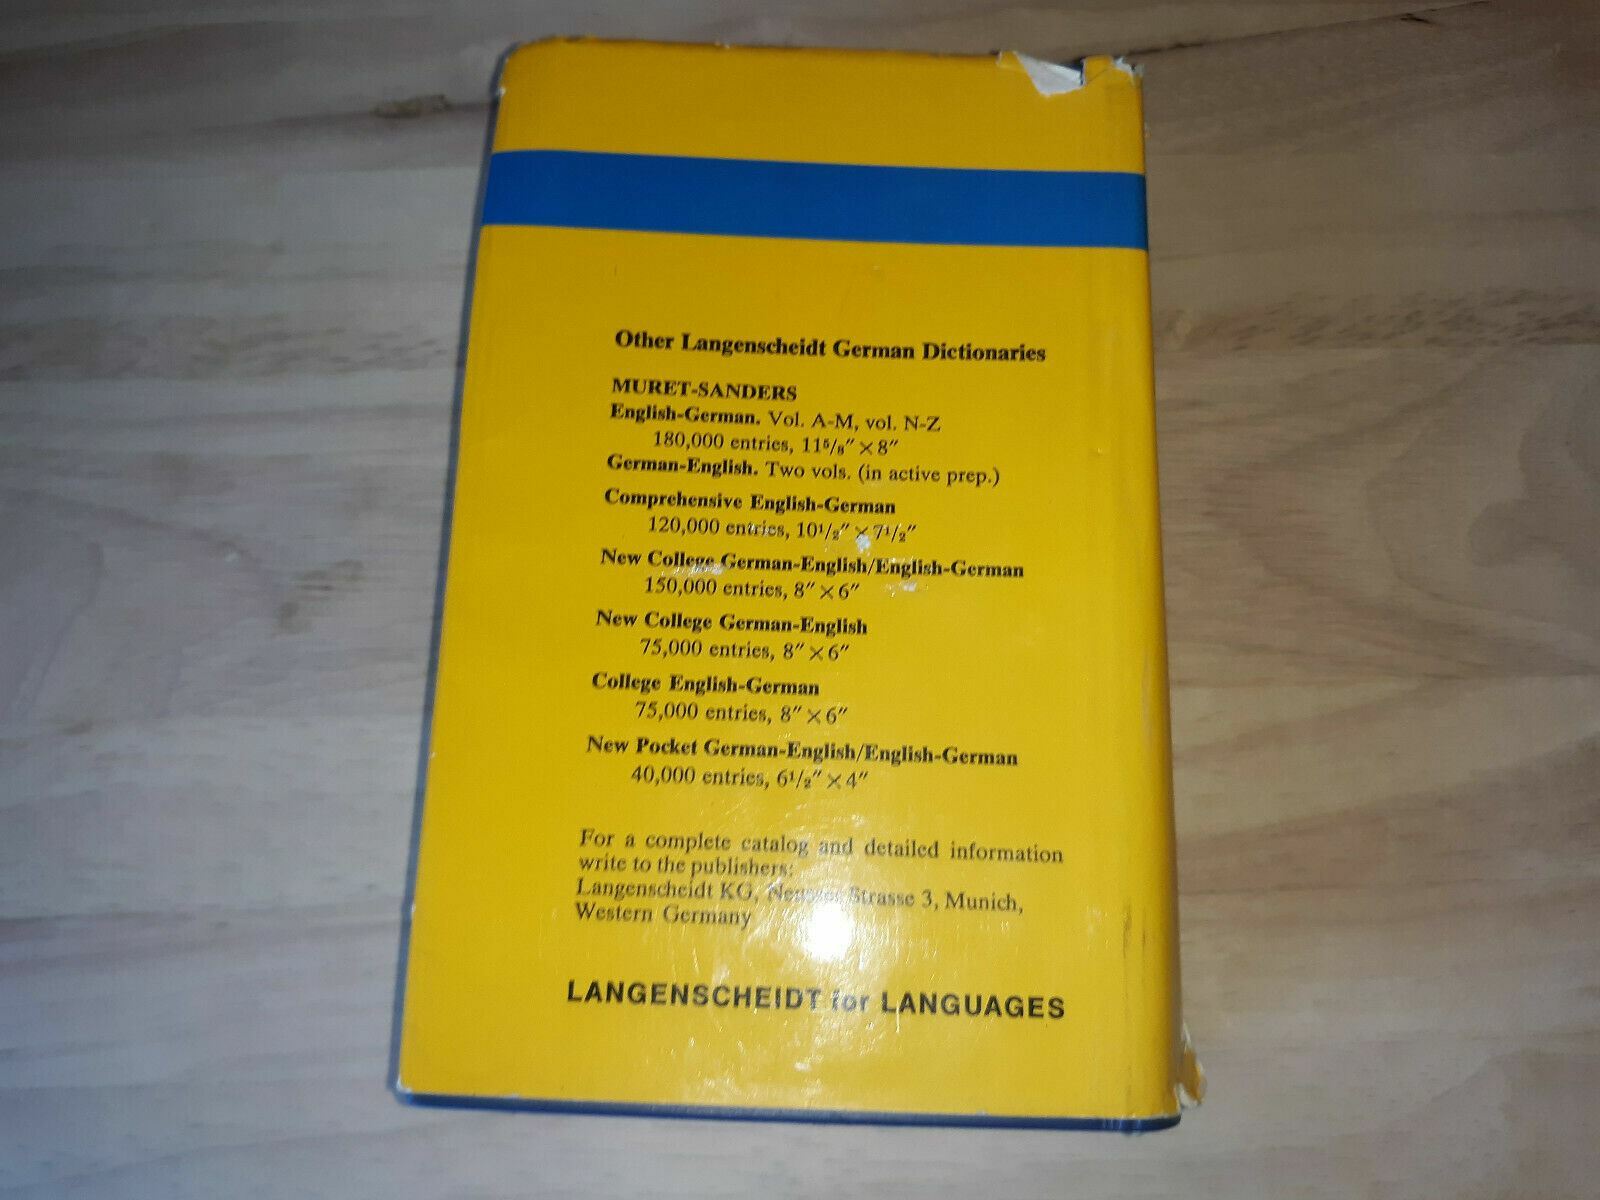 Other Langenscheidt German Dictionaries
MURET-SANDERS
English-German. Vol. A-M, vol. N-Z
180,000 entries, 11⁵/₈″ × 8″
German-English. Two vols. (in active prep.)
Comprehensive English-German
120,000 entries, 10¹/₂″ × 7¹/₂″
New College German-English/English-German
150,000 entries, 8″ × 6″
New College German-English
75,000 entries, 8″ × 6″
College English-German
75,000 entries, 8″ × 6″
New Pocket German-English/English-German
40,000 entries, 6¹/₂″ × 4″
For a complete catalog and detailed information
write to the publishers:
Langenscheidt KG, Strasse 3, Munich,
Western Germany
LANGENSCHEIDT for LANGUAGES